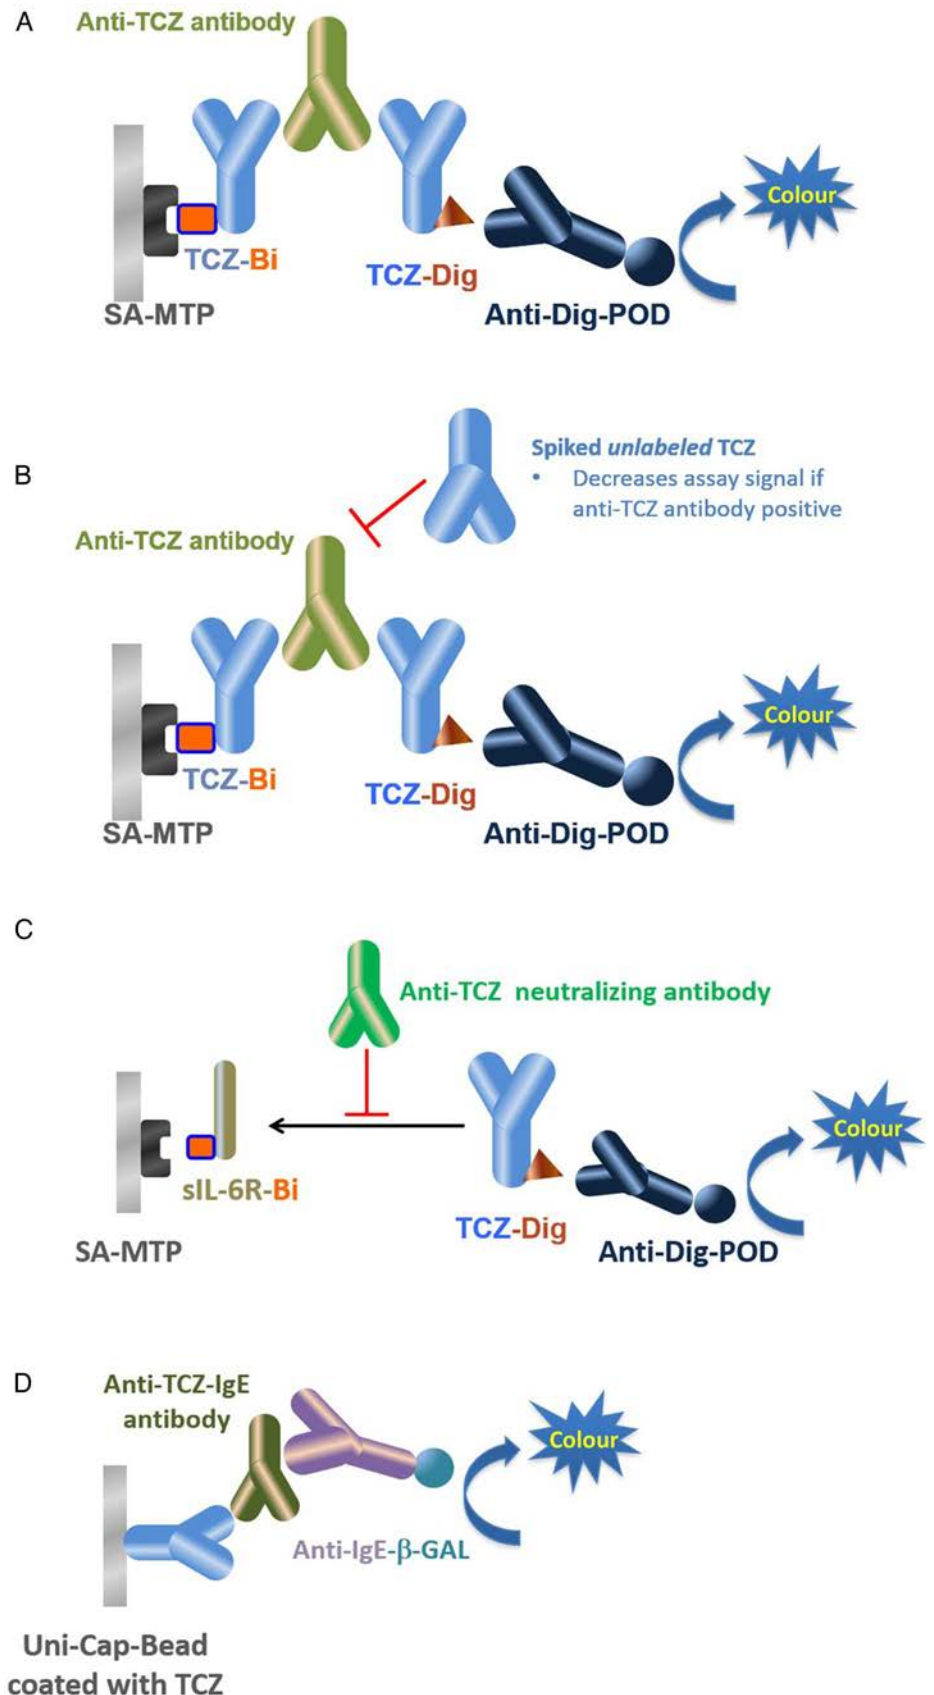 A
Anti-TCZ antibody
Colour
TCZ-Bi
TCZ-Dig
SA-MTP
Anti-Dig-POD
B
Spiked unlabeled TCZ
• Decreases assay signal if
anti-TCZ antibody positive
Anti-TCZ antibody
Colour
TCZ-Bi
TCZ-Dig
SA-MTP
Anti-Dig-POD
C
Anti-TCZ neutralizing antibody
Colour
sIL-6R-Bi
TCZ-Dig
SA-MTP
Anti-Dig-POD
D
Anti-TCZ-IgE
antibody
Colour
Anti-IgE-β-GAL
Uni-Cap-Bead
coated with TCZ